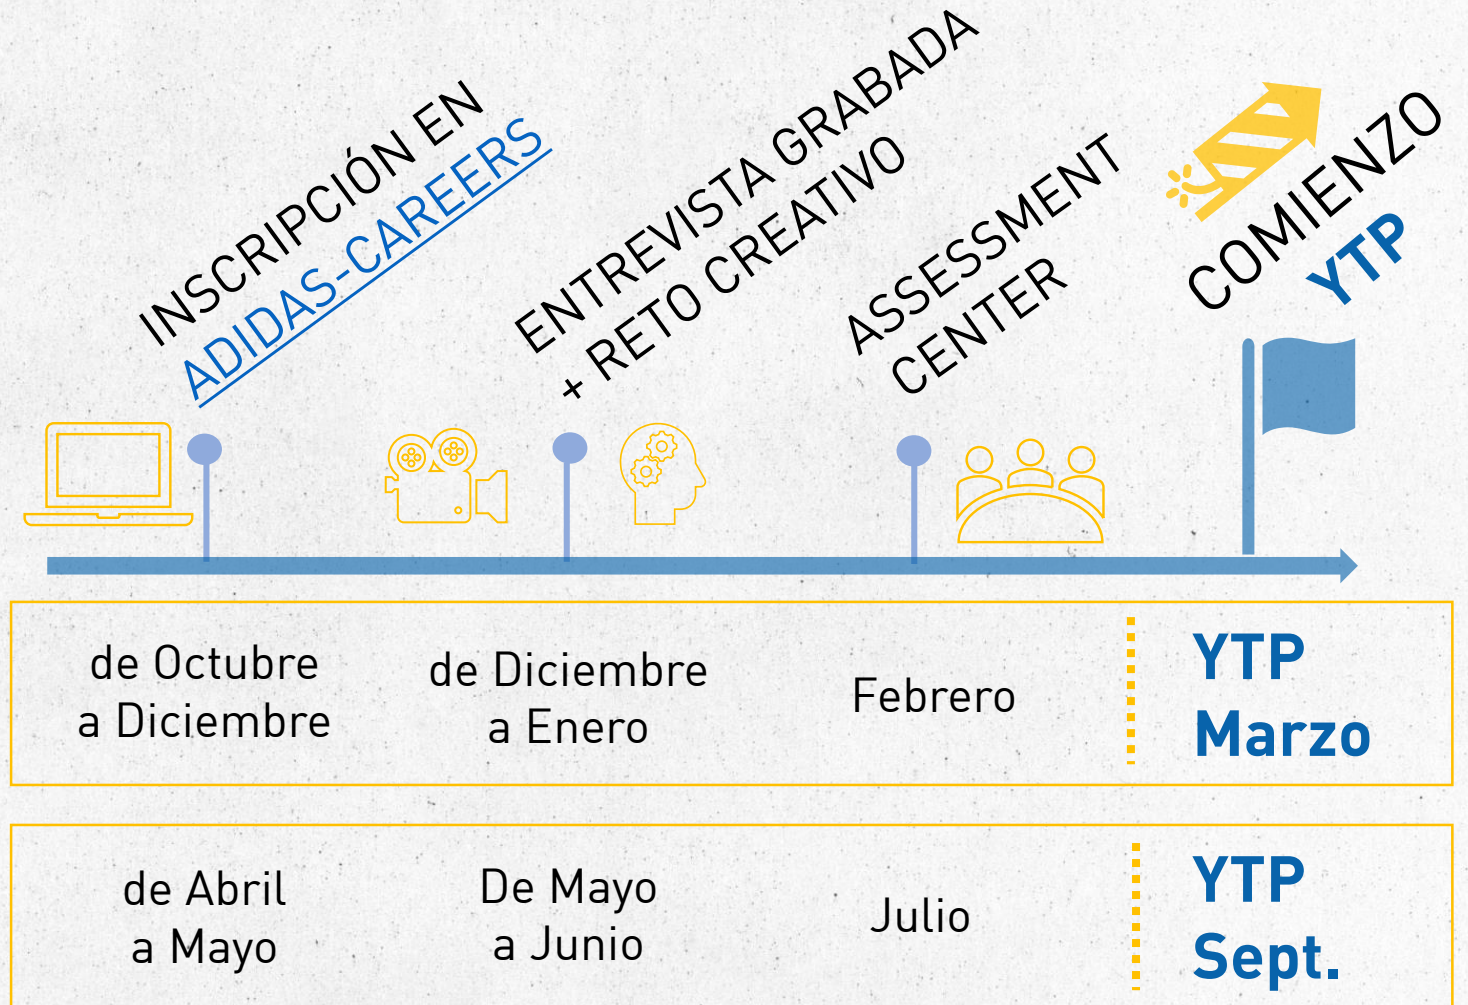 INSCRIPCIÓN EN
ADIDAS-CAREERS
ENTREVISTA GRABADA
+ RETO CREATIVO
ASSESSMENT
CENTER
COMIENZO
YTP
de Octubre
a Diciembre
de Diciembre
a Enero
Febrero
YTP
Marzo
de Abril
a Mayo
De Mayo
a Junio
Julio
YTP
Sept.